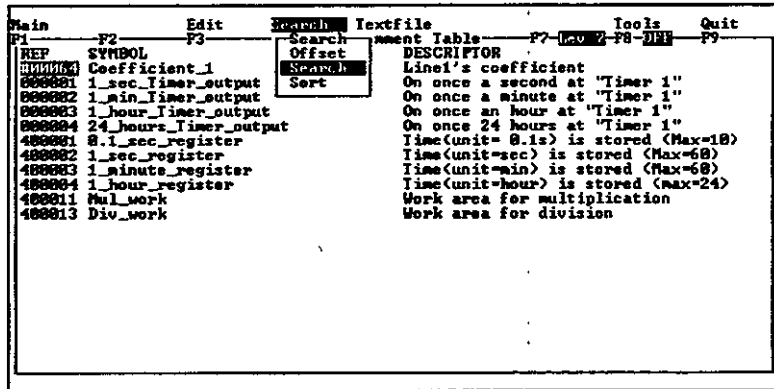 Main Edit Search Textfile Tools Quit
F1 F2 F3 Search mment Table F7-Lev 2-F8-OFF F9
REF SYMBOL Offset DESCRIPTOR
Coefficient_1 Search Line1's coefficient
000001 1_sec_Timer_output Sort On once a second at "Timer 1"
000002 1_min_Timer_output On once a minute at "Timer 1"
000003 1_hour_Timer_output On once an hour at "Timer 1"
000004 24_hours_Timer_output On once 24 hours at "Timer 1"
400001 0.1_sec_register Time(unit= 0.1s) is stored (Max=10)
400002 1_sec_register Time(unit=sec) is stored (Max=60)
400003 1_minute_register Time(unit=min) is stored (Max=60)
400004 1_hour_register Time(unit=hour) is stored (max=24)
400011 Mul_work Work area for multiplication
400013 Div_work Work area for division